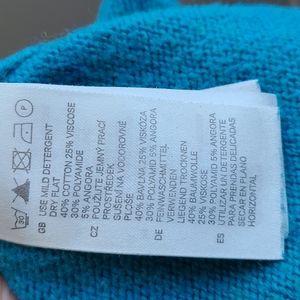 GB USE MILD DETERGENT
DRY FLAT
40% COTTON 25% VISCOSE
30% POLYAMIDE
5% ANGORA
CZ POUŽIJTE JEMNÝ PRACÍ
PROSTŘEDEK
SUŠENÍ NA VODOROVNÉ
PLOŠE
40% BAVLNA 25% VISKÓZA
30% POLYAMID 5% ANGORA
DE FEINWASCHMITTEL
VERWENDEN
LIEGEND TROCKNEN
40% BAUMWOLLE
25% VISKOSE
30% POLYAMID 5% ANGORA
ES UTILIZAR UN DETERGENTE
PARA PRENDAS DELICADAS
SECAR EN PLANO
HORIZONTAL